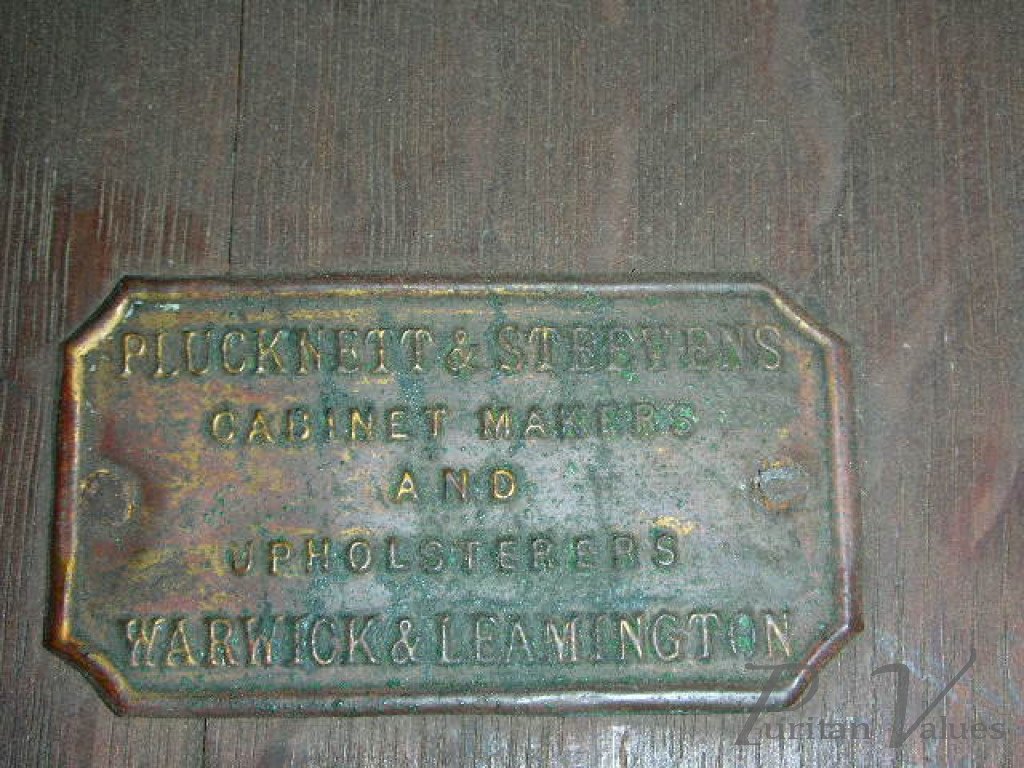 PLUCKNETT & STEEVENS
CABINET MAKERS
AND
UPHOLSTERERS
WARWICK & LEAMINGTON
Puritan Values